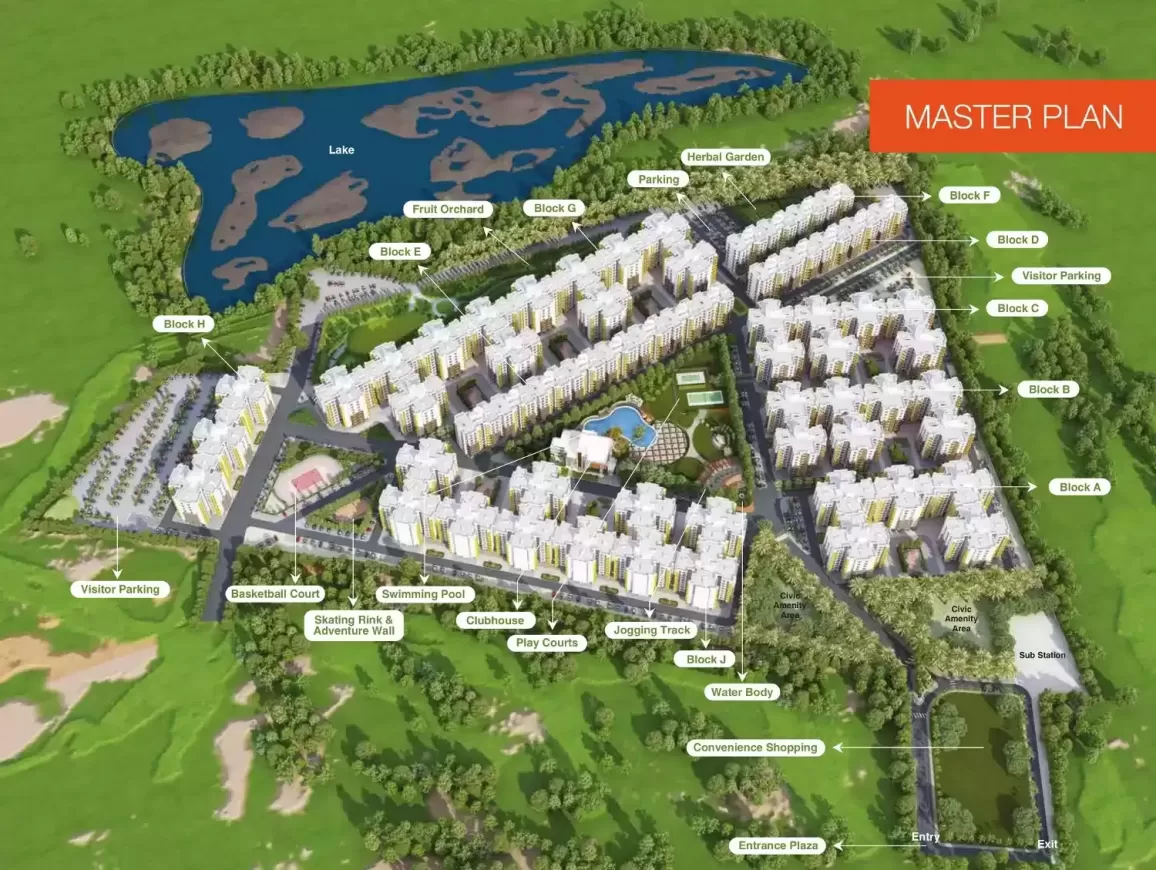 MASTER PLAN
Lake
Herbal Garden
Parking
Block F
Fruit Orchard
Block G
Block D
Block E
Visitor Parking
Block C
Block H
Block B
Block A
Visitor Parking
Basketball Court
Swimming Pool
Skating Rink &
Adventure Wall
Clubhouse
Play Courts
Jogging Track
Block J
Water Body
Civic
Amenity
Area
Civic
Amenity
Area
Sub Station
Convenience Shopping
Entrance Plaza
Entry
Exit